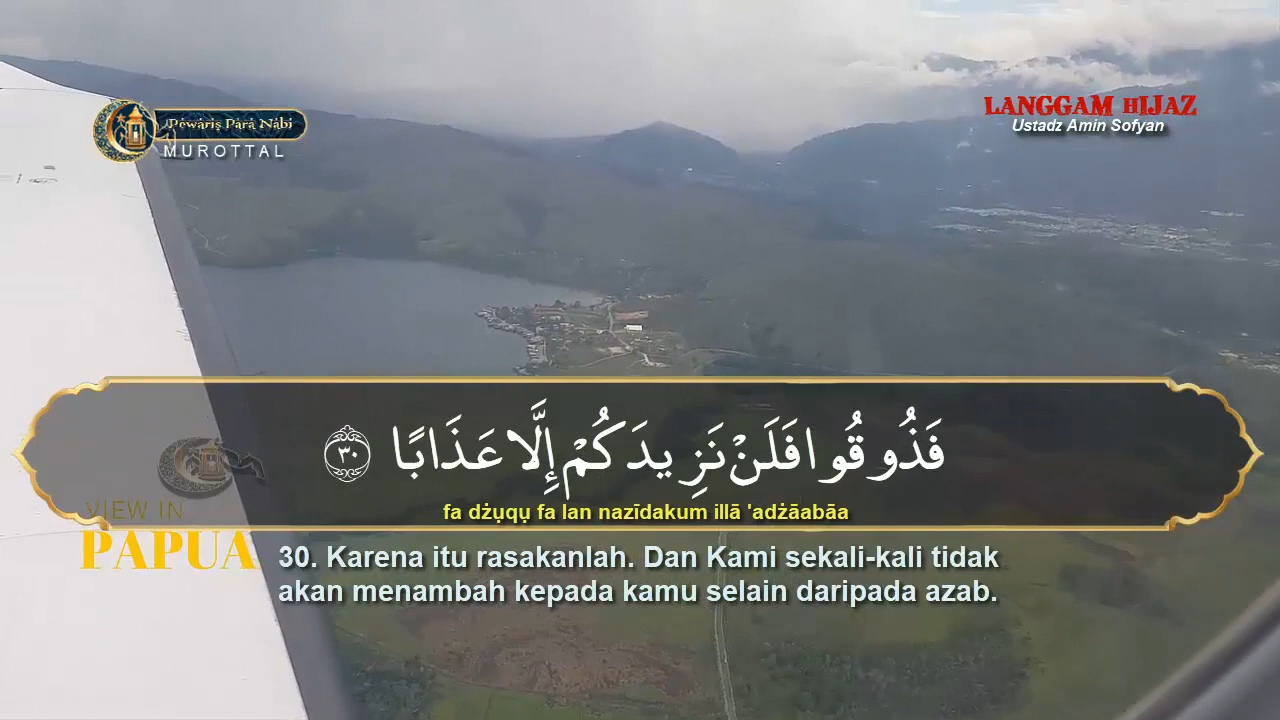 Pewaris Para Nabi
MUROTTAL
LANGGAM HIJAZ
Ustadz Amin Sofyan
فَذُوقُوا فَلَنْ نَزِيدَكُمْ إِلَّا عَذَابًا ۝٣٠
fa dżụqụ fa lan nazīdakum illā 'adżāabāa
VIEW IN
PAPUA
30. Karena itu rasakanlah. Dan Kami sekali-kali tidak
akan menambah kepada kamu selain daripada azab.